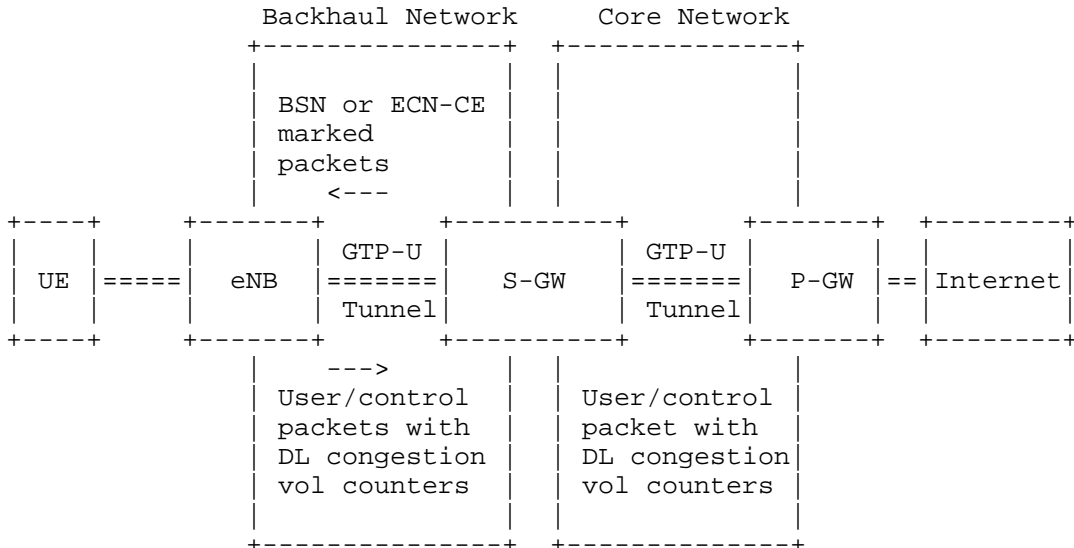 Backhaul Network Core Network
BSN or ECN-CE
marked
packets
<---
GTP-U GTP-U
UE eNB S-GW P-GW Internet
Tunnel Tunnel
--->
User/control User/control
packets with packet with
DL congestion DL congestion
vol counters vol counters